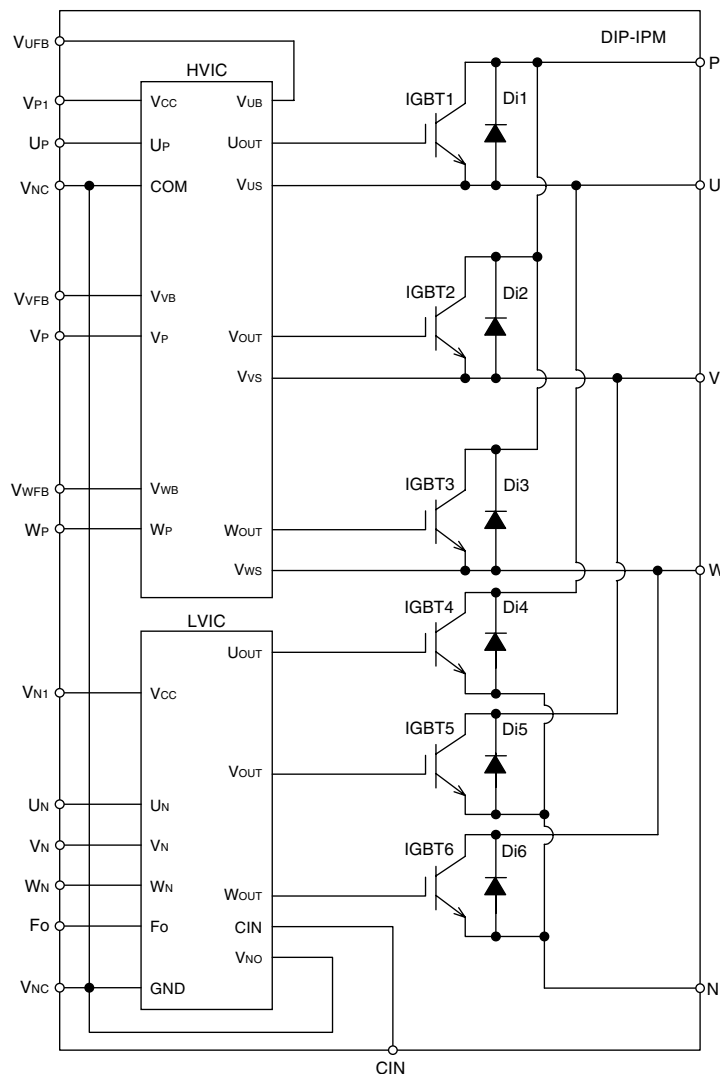 DIP-IPM
VUFB
HVIC
P
VP1
VCC
VUB
IGBT1
Di1
UP
UP
UOUT
VNC
COM
VUS
U
VVFB
VVB
IGBT2
Di2
VP
VP
VOUT
VVS
V
VWFB
VWB
IGBT3
Di3
WP
WP
WOUT
VWS
W
LVIC
IGBT4
Di4
UOUT
VN1
VCC
IGBT5
Di5
VOUT
UN
UN
VN
VN
IGBT6
Di6
WN
WN
WOUT
FO
FO
CIN
VNO
VNC
GND
N
CIN